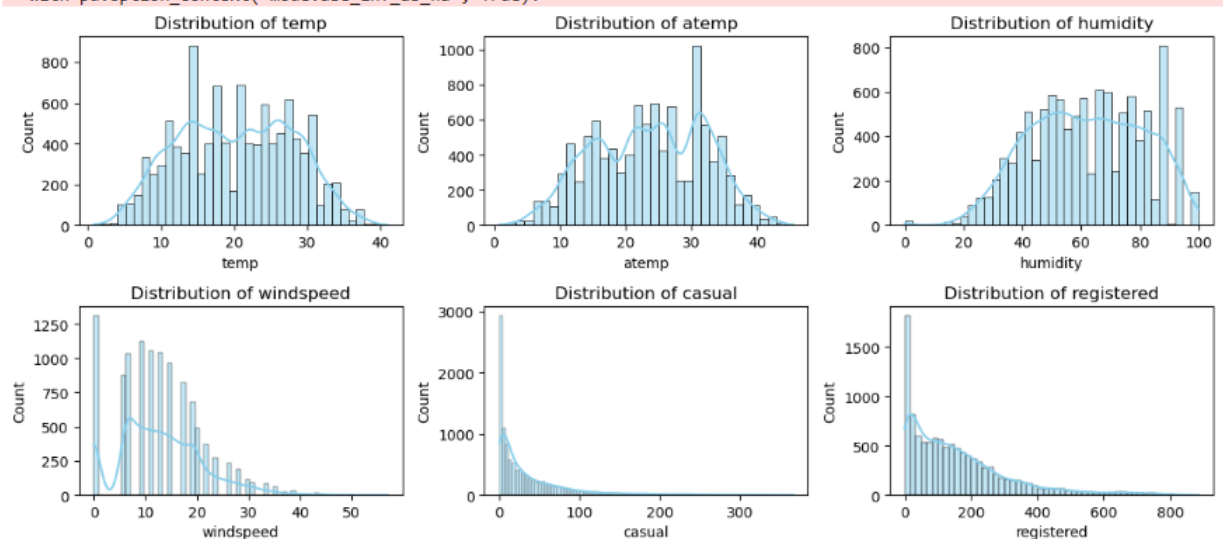 Distribution of temp
Distribution of atemp
Distribution of humidity
Count
800
600
400
200
0
0 10 20 30 40
temp
Count
1000
800
600
400
200
0
0 10 20 30 40
atemp
Count
800
600
400
200
0
0 20 40 60 80 100
humidity
Distribution of windspeed
Distribution of casual
Distribution of registered
Count
1250
1000
750
500
250
0
0 10 20 30 40 50
windspeed
Count
3000
2000
1000
0
0 100 200 300
casual
Count
1500
1000
500
0
0 200 400 600 800
registered